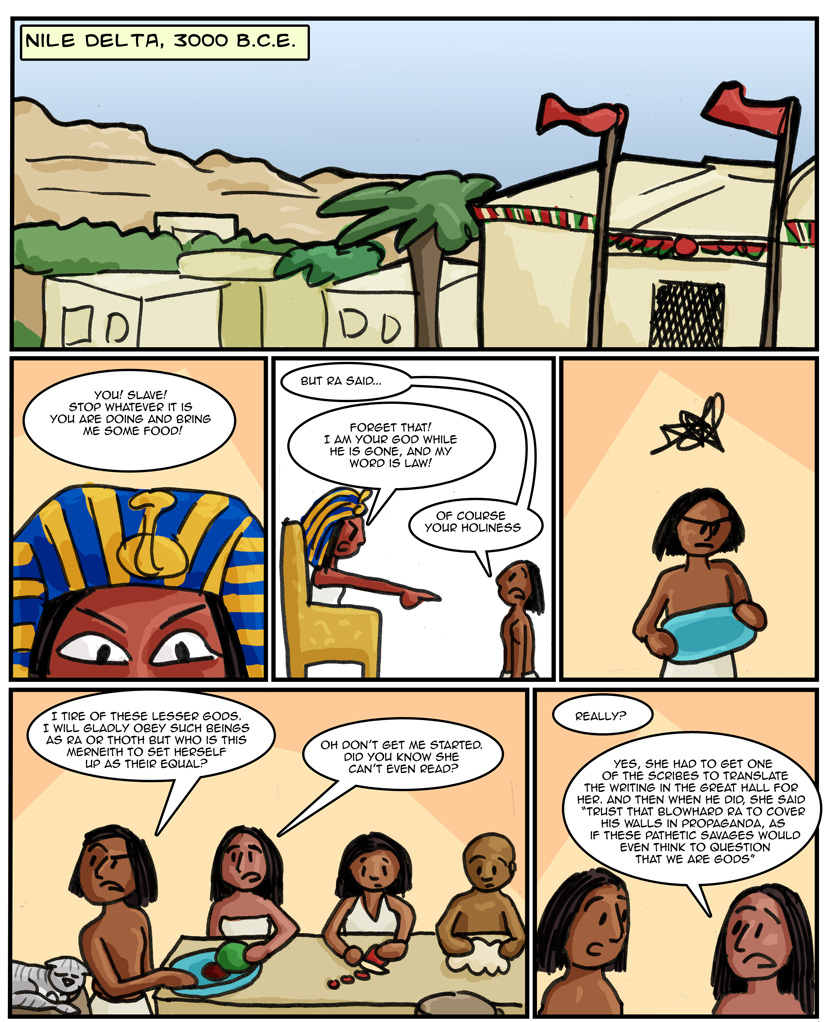 NILE DELTA, 3000 B.C.E.
YOU! SLAVE!
STOP WHATEVER IT IS
YOU ARE DOING AND BRING
ME SOME FOOD!
BUT RA SAID...
FORGET THAT!
I AM YOUR GOD WHILE
HE IS GONE, AND MY
WORD IS LAW!
OF COURSE
YOUR HOLINESS
I TIRE OF THESE LESSER GODS.
I WILL GLADLY OBEY SUCH BEINGS
AS RA OR THOTH BUT WHO IS THIS
MERNEITH TO SET HERSELF
UP AS THEIR EQUAL?
OH DON'T GET ME STARTED.
DID YOU KNOW SHE
CAN'T EVEN READ?
REALLY?
YES, SHE HAD TO GET ONE
OF THE SCRIBES TO TRANSLATE
THE WRITING IN THE GREAT HALL FOR
HER. AND THEN WHEN HE DID, SHE SAID
"TRUST THAT BLOWHARD RA TO COVER
HIS WALLS IN PROPAGANDA, AS
IF THESE PATHETIC SAVAGES WOULD
EVEN THINK TO QUESTION
THAT WE ARE GODS"